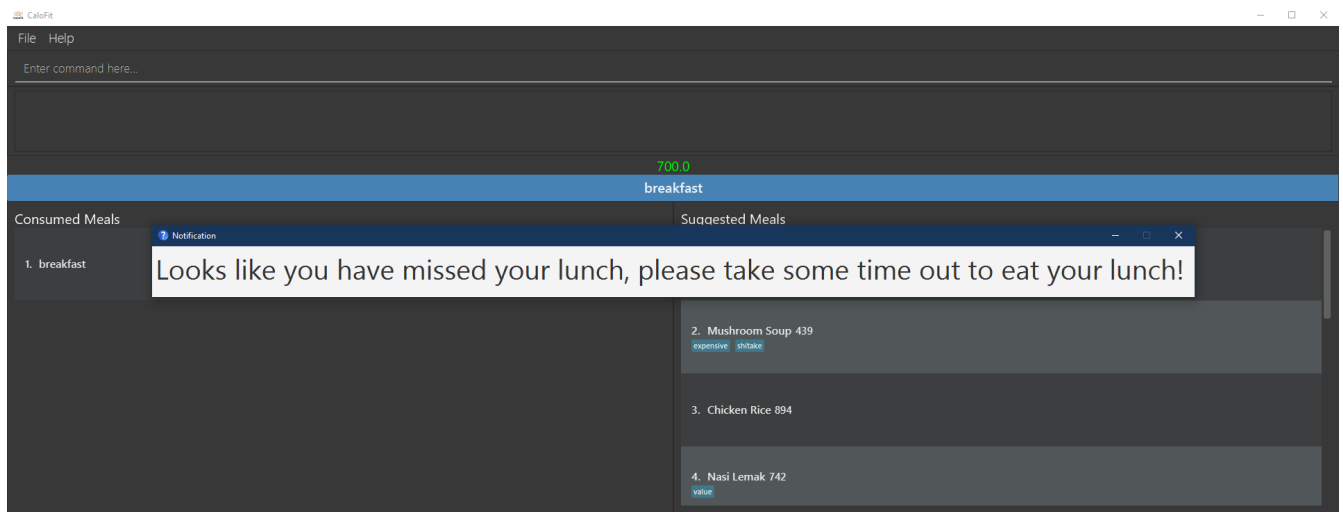 CaloFit
File Help
Enter command here...
700.0
breakfast
Consumed Meals
Suggested Meals
Notification
Looks like you have missed your lunch, please take some time out to eat your lunch!
1. breakfast
2. Mushroom Soup 439
expensive shitake
3. Chicken Rice 894
4. Nasi Lemak 742
value